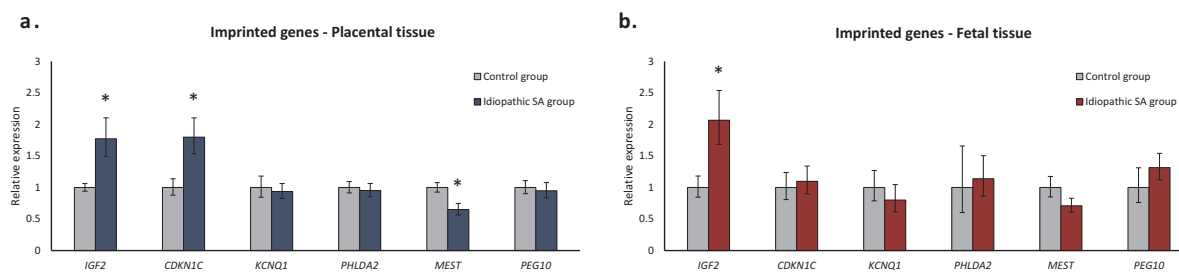 a.
Imprinted genes - Placental tissue
Relative expression
3
2.5
2
1.5
1
0.5
0
Control group
Idiopathic SA group
*
*
*
IGF2 CDKN1C KCNQ1 PHLDA2 MEST PEG10
b.
Imprinted genes - Fetal tissue
Relative expression
3
2.5
2
1.5
1
0.5
0
Control group
Idiopathic SA group
*
IGF2 CDKN1C KCNQ1 PHLDA2 MEST PEG10